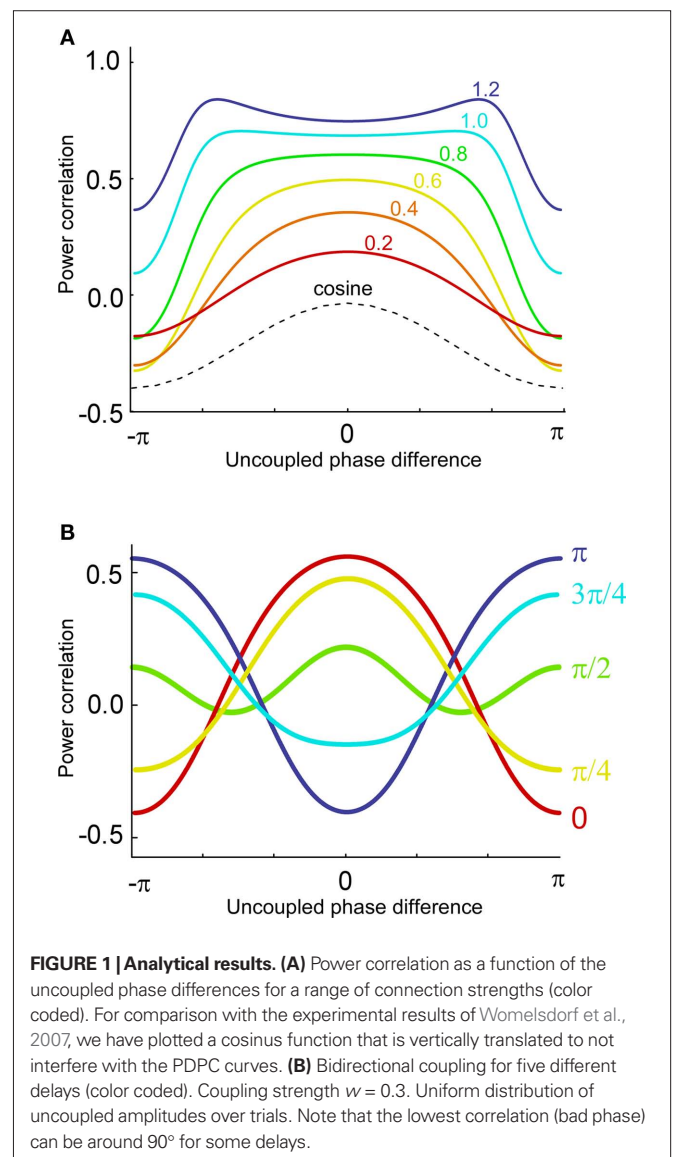 A
1.0
0.5
0.0
-0.5
Power correlation
1.2
1.0
0.8
0.6
0.4
0.2
cosine
-π
0
π
Uncoupled phase difference
B
0.5
0.0
-0.5
Power correlation
π
3π/4
π/2
π/4
0
-π
0
π
Uncoupled phase difference
FIGURE 1 | Analytical results. (A) Power correlation as a function of the
uncoupled phase differences for a range of connection strengths (color
coded). For comparison with the experimental results of Womelsdorf et al.,
2007, we have plotted a cosinus function that is vertically translated to not
interfere with the PDPC curves. (B) Bidirectional coupling for five different
delays (color coded). Coupling strength w = 0.3. Uniform distribution of
uncoupled amplitudes over trials. Note that the lowest correlation (bad phase)
can be around 90° for some delays.